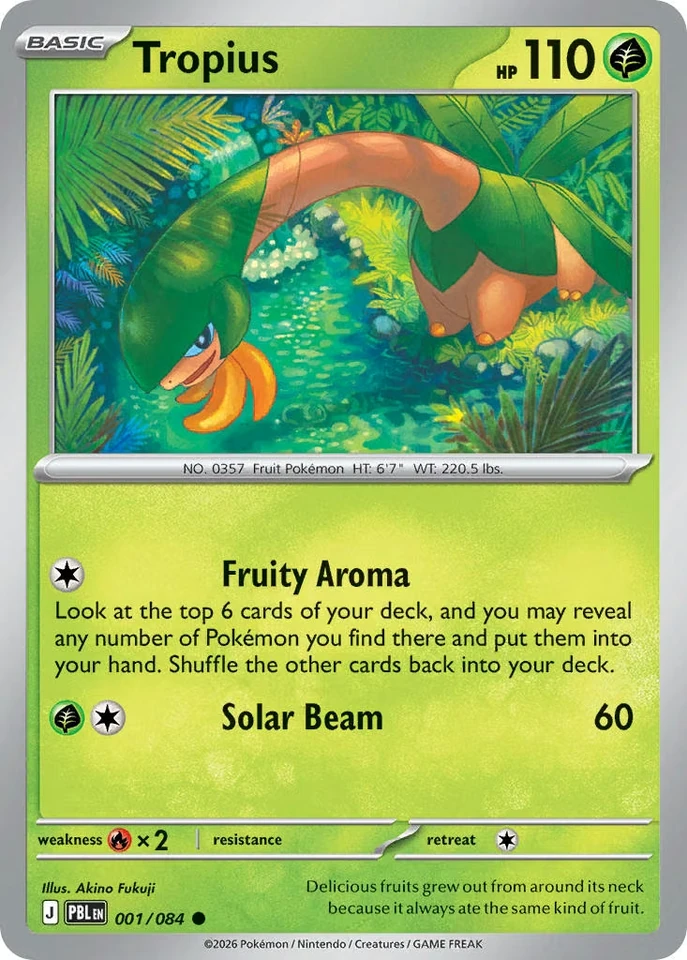 BASIC
Tropius
HP 110
NO. 0357 Fruit Pokémon HT: 6'7" WT: 220.5 lbs.
Fruity Aroma
Look at the top 6 cards of your deck, and you may reveal
any number of Pokémon you find there and put them into
your hand. Shuffle the other cards back into your deck.
Solar Beam 60
weakness ×2 resistance retreat
Illus. Akino Fukuji
Delicious fruits grew out from around its neck
because it always ate the same kind of fruit.
J PBL EN 001/084
©2026 Pokémon / Nintendo / Creatures / GAME FREAK